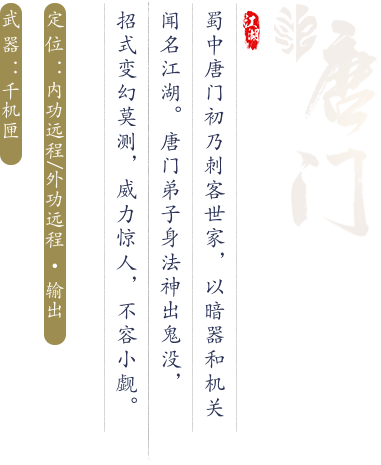 唐门
江湖
蜀中唐门初乃刺客世家，以暗器和机关
闻名江湖。唐门弟子身法神出鬼没，
招式变幻莫测，威力惊人，不容小觑。
定位：内功远程/外功远程·输出
武器：千机匣